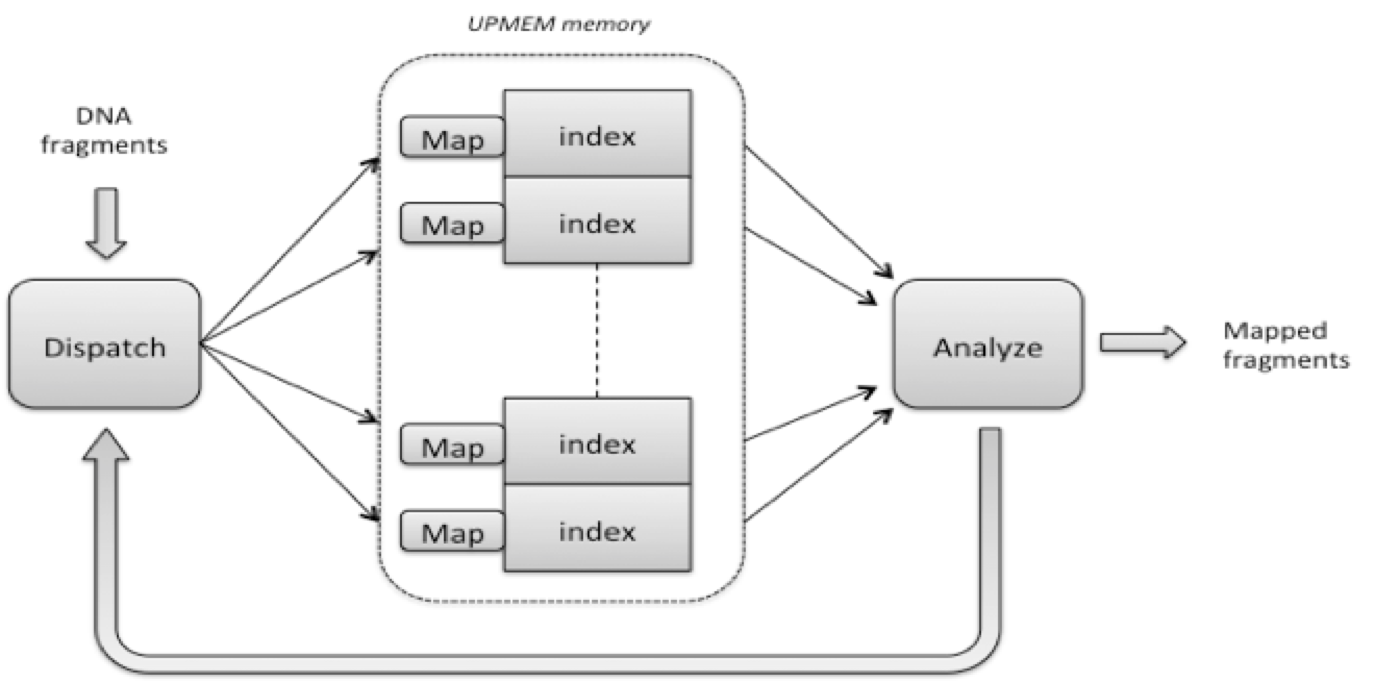 UPMEM memory
DNA
fragments
Map
index
Map
index
Dispatch
Analyze
Mapped
fragments
Map
index
Map
index